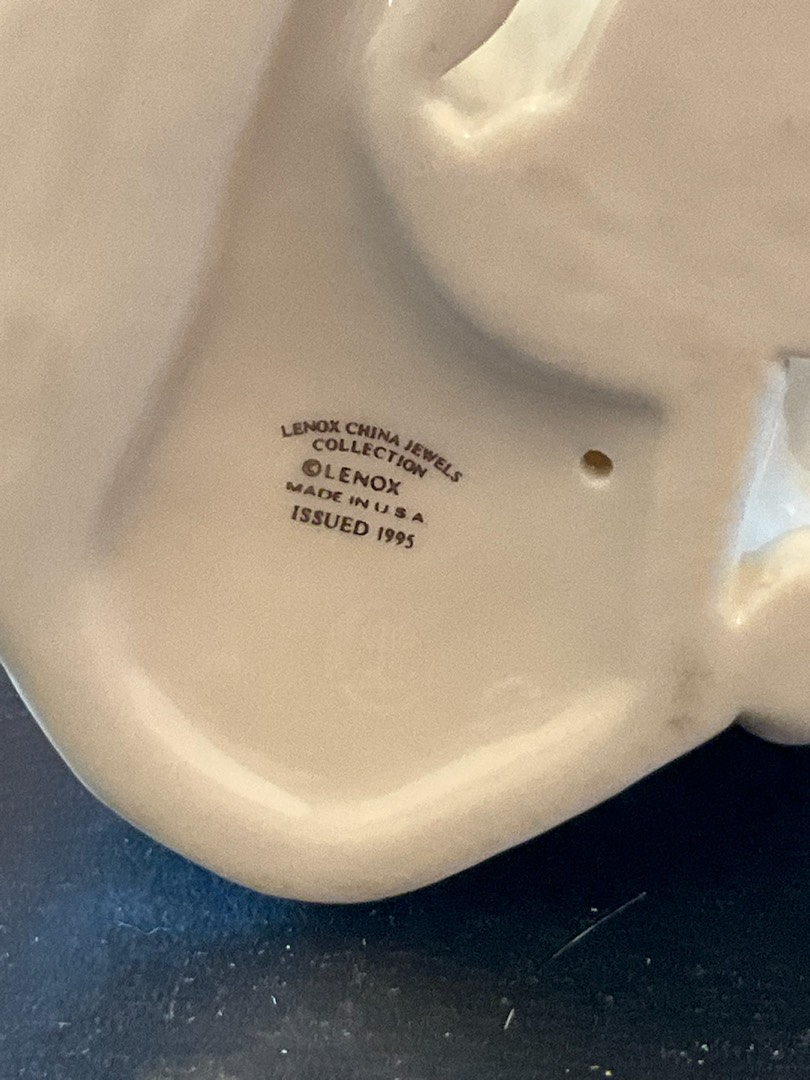 LENOX CHINA JEWELS
COLLECTION
©LENOX
MADE IN U.S.A
ISSUED 1995